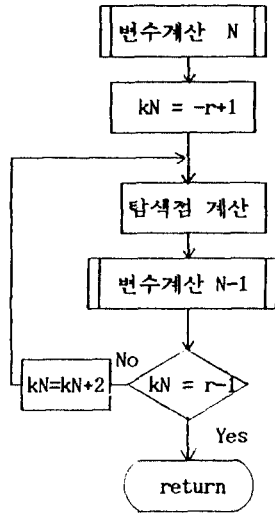 변수계산 N
kN = -r+1
탐색점 계산
변수계산 N-1
No
kN=kN+2
kN = r-1
Yes
return